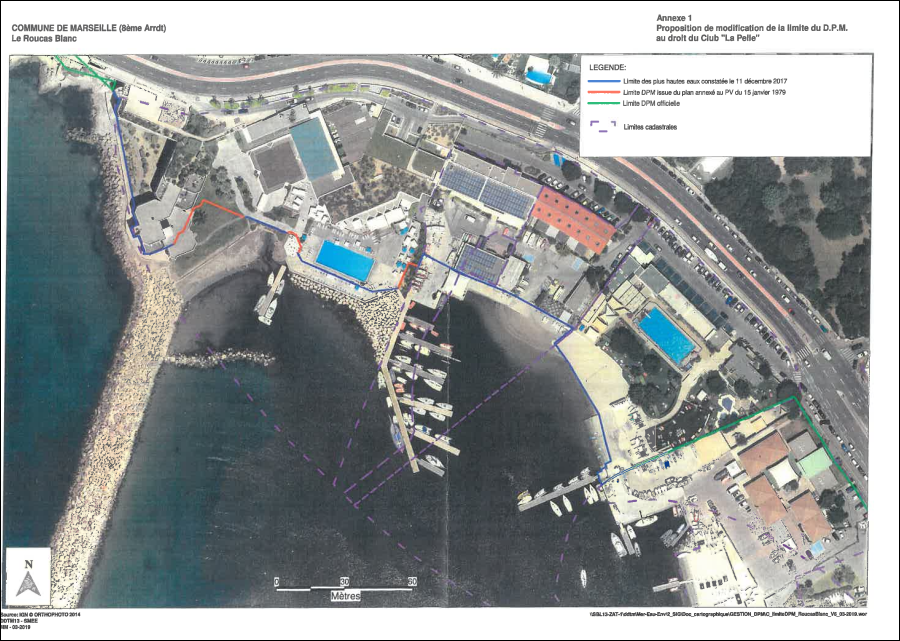 COMMUNE DE MARSEILLE (8ème Arrdt)
Le Roucas Blanc
Annexe 1
Proposition de modification de la limite du D.P.M.
au droit du Club "La Pelle"
LEGENDE:
Limite des plus hautes eaux constatée le 11 décembre 2017
Limite DPM issue du plan annexé au PV du 15 janvier 1979
Limite DPM officielle
Limites cadastrales
N
0 30 60
Mètres
Source: IGN © ORTHOPHOTO 2014
DDTM13 - SMEE
03-2019